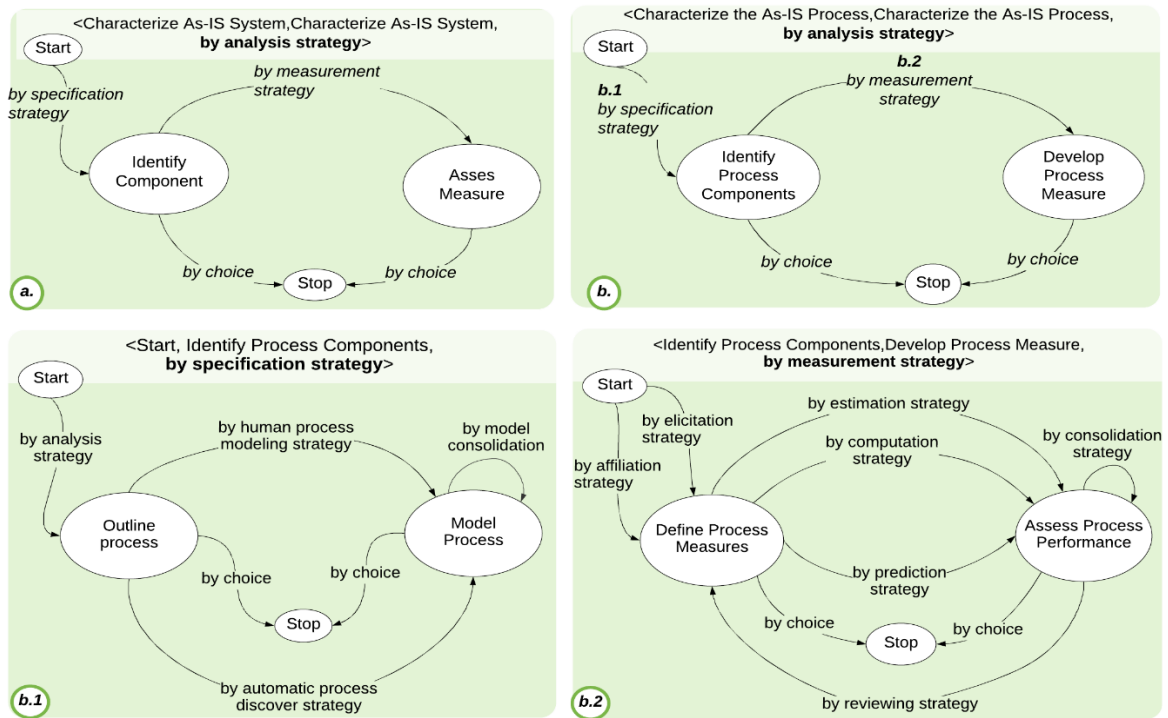 <Characterize As-IS System,Characterize As-IS System,
by analysis strategy>
Start
by measurement
strategy
by specification
strategy
Identify
Component
Asses
Measure
by choice
by choice
Stop
a.
<Characterize the As-IS Process,Characterize the As-IS Process,
by analysis strategy>
Start
b.2
b.1
by measurement
strategy
by specification
strategy
Identify
Process
Components
Develop
Process
Measure
by choice
by choice
Stop
b.
<Start, Identify Process Components,
by specification strategy>
Start
by analysis
strategy
by human process
modeling strategy
by model
consolidation
Outline
process
Model
Process
by choice
by choice
Stop
by automatic process
discover strategy
b.1
<Identify Process Components,Develop Process Measure,
by measurement strategy>
Start
by elicitation
strategy
by affiliation
strategy
by estimation strategy
by computation
strategy
by consolidation
strategy
Define Process
Measures
Assess Process
Performance
by prediction
strategy
by choice
by choice
Stop
by reviewing strategy
b.2